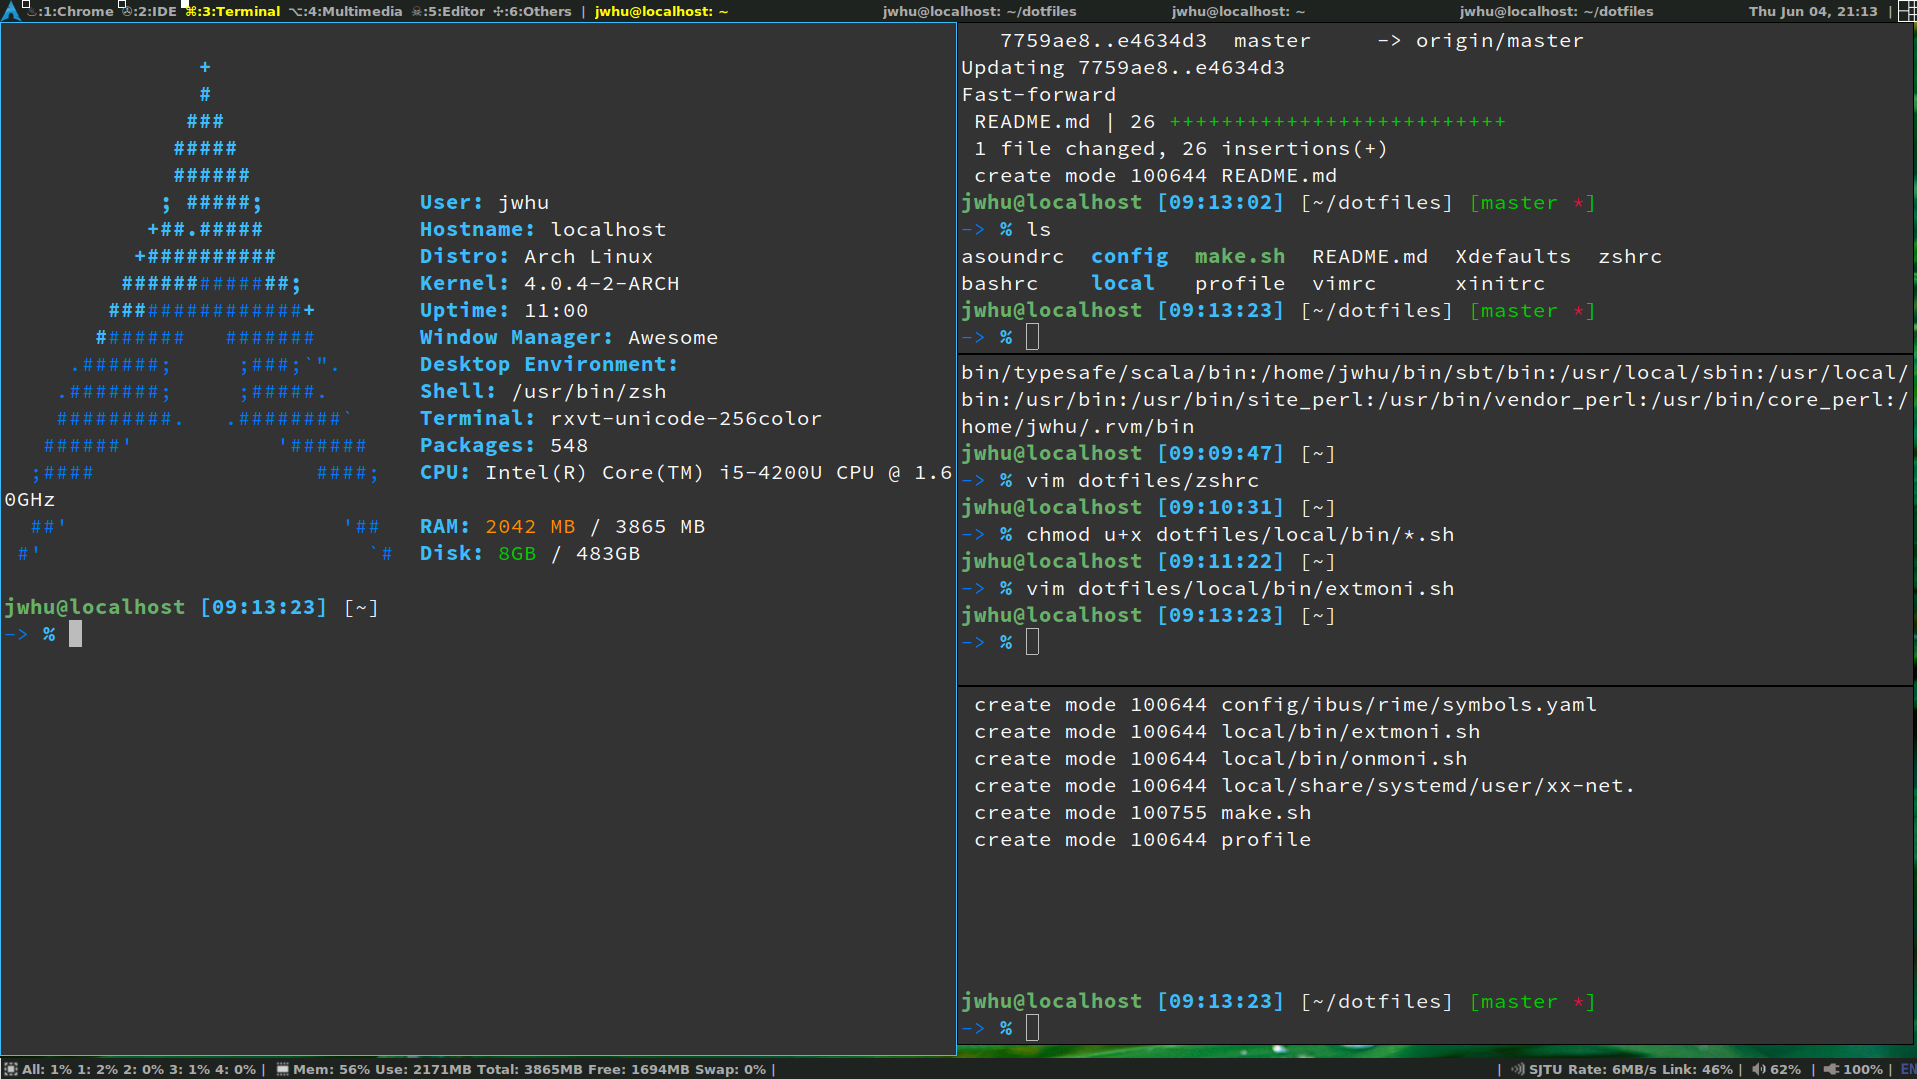 :1:Chrome :2:IDE ⌘:3:Terminal ⌥:4:Multimedia ☠:5:Editor ✣:6:Others | jwhu@localhost: ~ jwhu@localhost: ~/dotfiles jwhu@localhost: ~ jwhu@localhost: ~/dotfiles Thu Jun 04, 21:13 |
+
#
###
#####
######
; #####; User: jwhu
+##.##### Hostname: localhost
+########## Distro: Arch Linux
#############; Kernel: 4.0.4-2-ARCH
###############+ Uptime: 11:00
####### ####### Window Manager: Awesome
.######; ;###;`". Desktop Environment:
.#######; ;#####. Shell: /usr/bin/zsh
#########. .########` Terminal: rxvt-unicode-256color
######' '###### Packages: 548
;#### ####; CPU: Intel(R) Core(TM) i5-4200U CPU @ 1.6
0GHz
##' '## RAM: 2042 MB / 3865 MB
#' `# Disk: 8GB / 483GB
jwhu@localhost [09:13:23] [~]
-> %
7759ae8..e4634d3 master -> origin/master
Updating 7759ae8..e4634d3
Fast-forward
README.md | 26 ++++++++++++++++++++++++++
1 file changed, 26 insertions(+)
create mode 100644 README.md
jwhu@localhost [09:13:02] [~/dotfiles] [master *]
-> % ls
asoundrc config make.sh README.md Xdefaults zshrc
bashrc local profile vimrc xinitrc
jwhu@localhost [09:13:23] [~/dotfiles] [master *]
-> %
bin/typesafe/scala/bin:/home/jwhu/bin/sbt/bin:/usr/local/sbin:/usr/local/
bin:/usr/bin:/usr/bin/site_perl:/usr/bin/vendor_perl:/usr/bin/core_perl:/
home/jwhu/.rvm/bin
jwhu@localhost [09:09:47] [~]
-> % vim dotfiles/zshrc
jwhu@localhost [09:10:31] [~]
-> % chmod u+x dotfiles/local/bin/*.sh
jwhu@localhost [09:11:22] [~]
-> % vim dotfiles/local/bin/extmoni.sh
jwhu@localhost [09:13:23] [~]
-> %
create mode 100644 config/ibus/rime/symbols.yaml
create mode 100644 local/bin/extmoni.sh
create mode 100644 local/bin/onmoni.sh
create mode 100644 local/share/systemd/user/xx-net.
create mode 100755 make.sh
create mode 100644 profile
jwhu@localhost [09:13:23] [~/dotfiles] [master *]
-> %
All: 1% 1: 2% 2: 0% 3: 1% 4: 0% | Mem: 56% Use: 2171MB Total: 3865MB Free: 1694MB Swap: 0% | | SJTU Rate: 6MB/s Link: 46% | 62% | 100% | EN